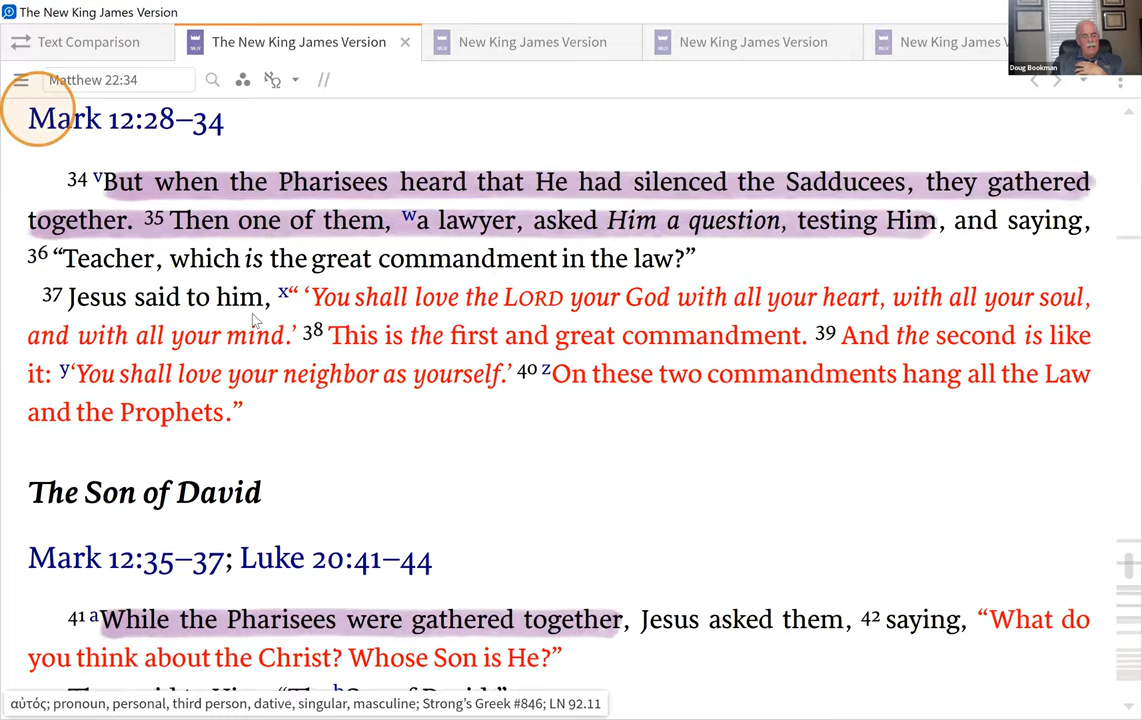 The New King James Version
Text Comparison
The New King James Version
New King James Version
New King James Version
New King James V
Doug Bookman
Matthew 22:34
Mark 12:28–34
34 vBut when the Pharisees heard that He had silenced the Sadducees, they gathered
together. 35 Then one of them, wa lawyer, asked Him a question, testing Him, and saying,
36 “Teacher, which is the great commandment in the law?”
37 Jesus said to him, x“ ‘You shall love the LORD your God with all your heart, with all your soul,
and with all your mind.’ 38 This is the first and great commandment. 39 And the second is like
it: y‘You shall love your neighbor as yourself.’ 40 zOn these two commandments hang all the Law
and the Prophets.”
The Son of David
Mark 12:35–37; Luke 20:41–44
41 aWhile the Pharisees were gathered together, Jesus asked them, 42 saying, “What do
you think about the Christ? Whose Son is He?”
αὐτός; pronoun, personal, third person, dative, singular, masculine; Strong’s Greek #846; LN 92.11